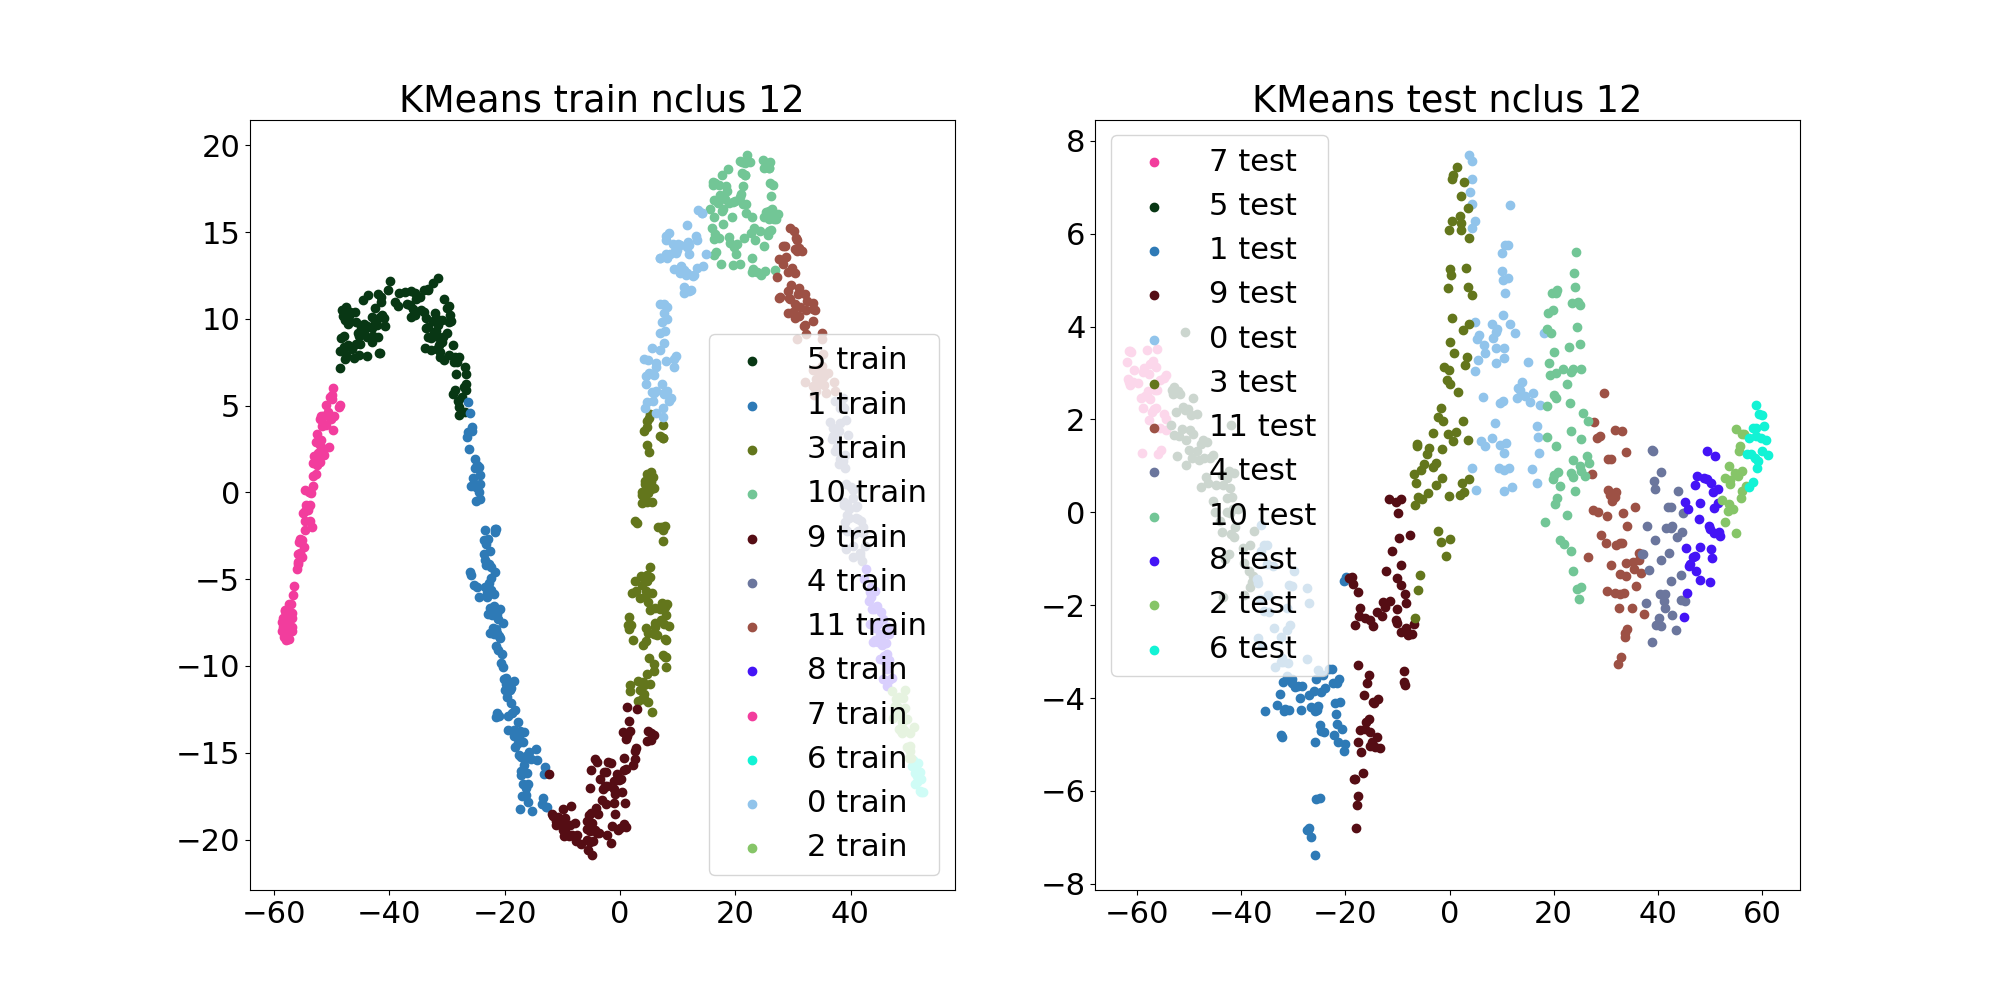 KMeans train nclus 12
20
15
10
5
0
−5
−10
−15
−20
−60 −40 −20 0 20 40
5 train
1 train
3 train
10 train
9 train
4 train
11 train
8 train
7 train
6 train
0 train
2 train
KMeans test nclus 12
8
6
4
2
0
−2
−4
−6
−8
−60 −40 −20 0 20 40 60
7 test
5 test
1 test
9 test
0 test
3 test
11 test
4 test
10 test
8 test
2 test
6 test